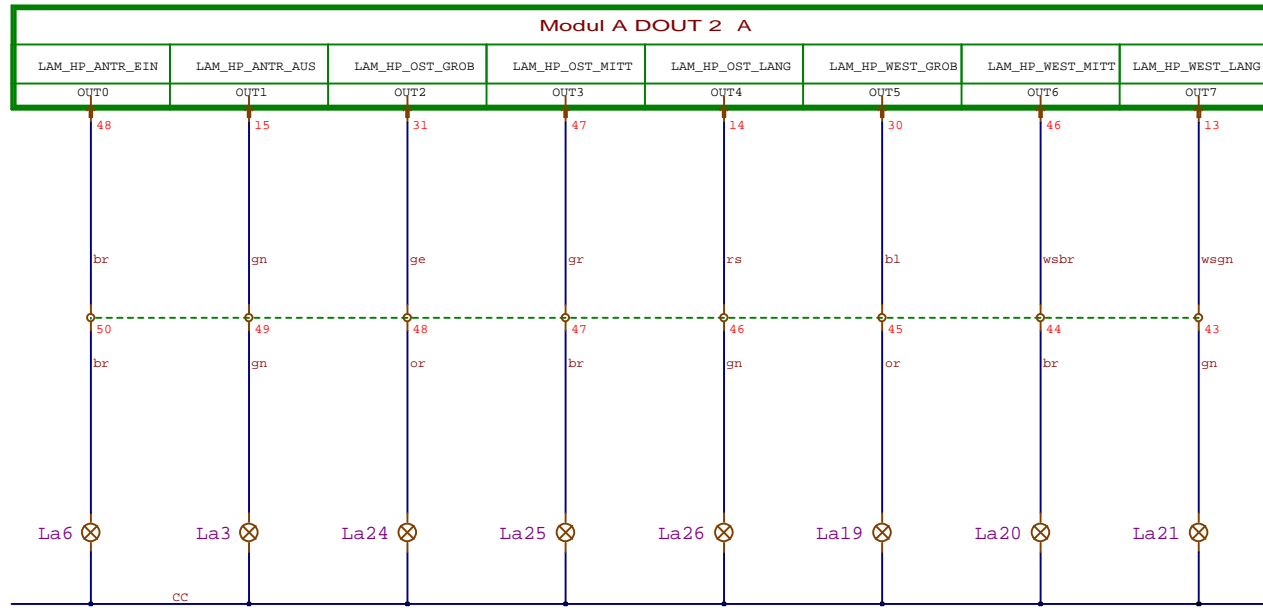 Modul A DOUT 2 A
LAM_HP_ANTR_EIN LAM_HP_ANTR_AUS LAM_HP_OST_GROB LAM_HP_OST_MITT LAM_HP_OST_LANG LAM_HP_WEST_GROB LAM_HP_WEST_MITT LAM_HP_WEST_LANG
OUT0 OUT1 OUT2 OUT3 OUT4 OUT5 OUT6 OUT7
48 15 31 47 14 30 46 13
br gn ge gr rs bl wsbr wsgn
50 49 48 47 46 45 44 43
br gn or br gn or br gn
La6 La3 La24 La25 La26 La19 La20 La21
CC